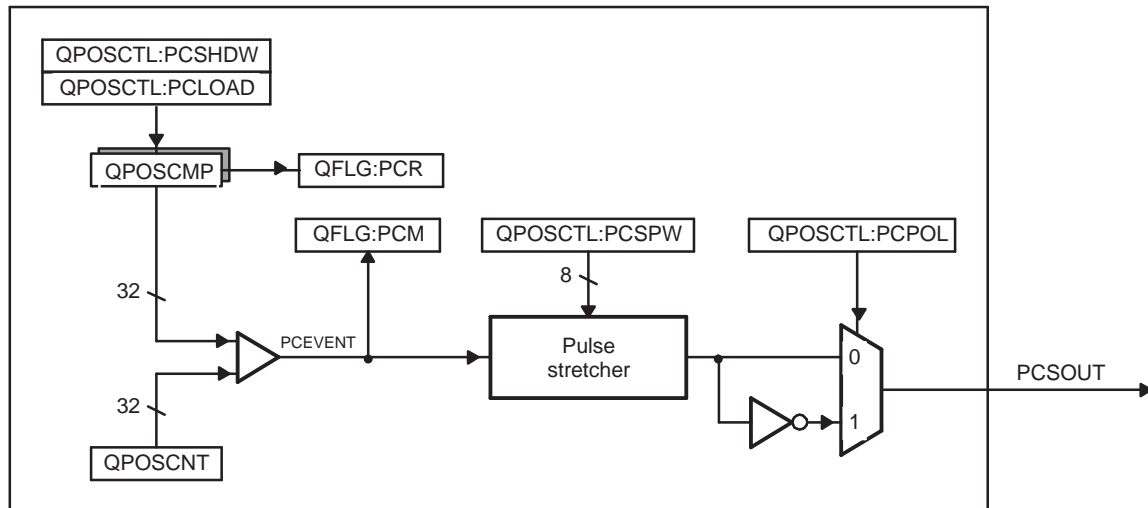 QPOSCTL:PCSHDW
QPOSCTL:PCLOAD
QPOSCMP
QFLG:PCR
QFLG:PCM
QPOSCTL:PCSPW
QPOSCTL:PCPOL
8
32
PCEVENT
Pulse
stretcher
0
PCSOUT
32
1
QPOSCNT